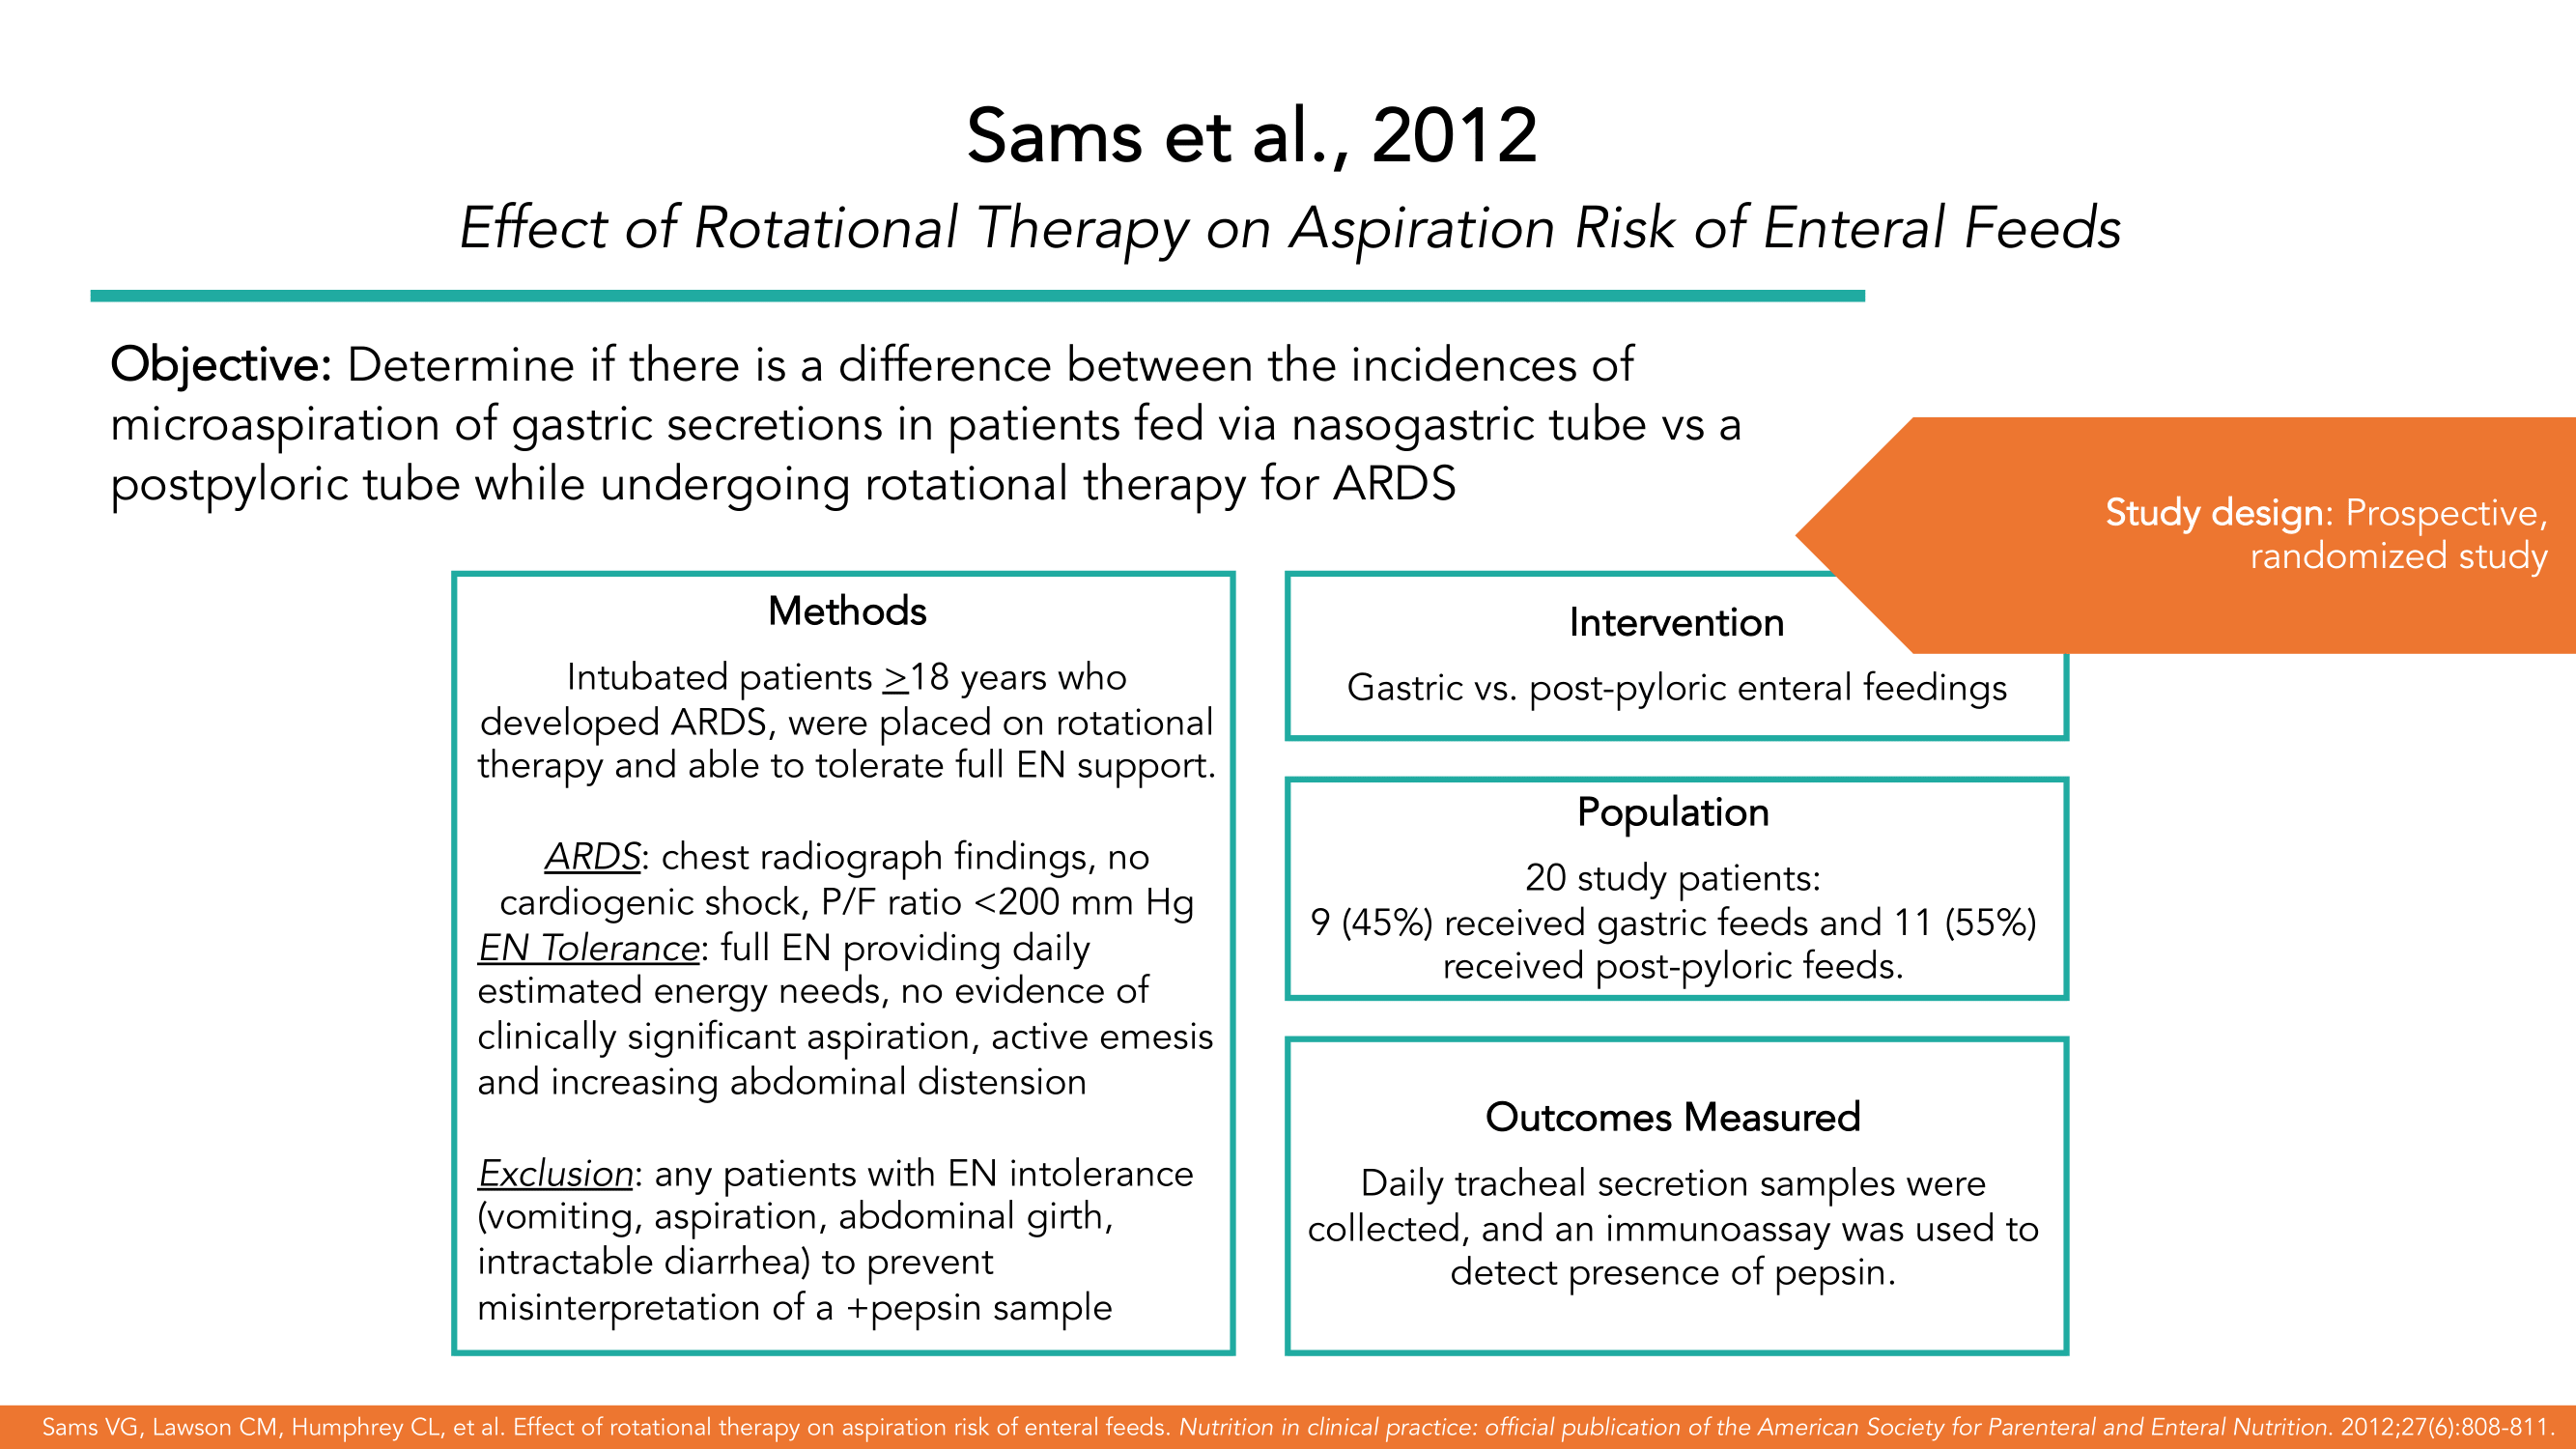 Sams et al., 2012
Effect of Rotational Therapy on Aspiration Risk of Enteral Feeds
Objective: Determine if there is a difference between the incidences of
microaspiration of gastric secretions in patients fed via nasogastric tube vs a
postpyloric tube while undergoing rotational therapy for ARDS
Study design: Prospective,
randomized study
Methods
Intubated patients >18 years who
developed ARDS, were placed on rotational
therapy and able to tolerate full EN support.
ARDS: chest radiograph findings, no
cardiogenic shock, P/F ratio <200 mm Hg
EN Tolerance: full EN providing daily
estimated energy needs, no evidence of
clinically significant aspiration, active emesis
and increasing abdominal distension
Exclusion: any patients with EN intolerance
(vomiting, aspiration, abdominal girth,
intractable diarrhea) to prevent
misinterpretation of a +pepsin sample
Intervention
Gastric vs. post-pyloric enteral feedings
Population
20 study patients:
9 (45%) received gastric feeds and 11 (55%)
received post-pyloric feeds.
Outcomes Measured
Daily tracheal secretion samples were
collected, and an immunoassay was used to
detect presence of pepsin.
Sams VG, Lawson CM, Humphrey CL, et al. Effect of rotational therapy on aspiration risk of enteral feeds. Nutrition in clinical practice: official publication of the American Society for Parenteral and Enteral Nutrition. 2012;27(6):808-811.